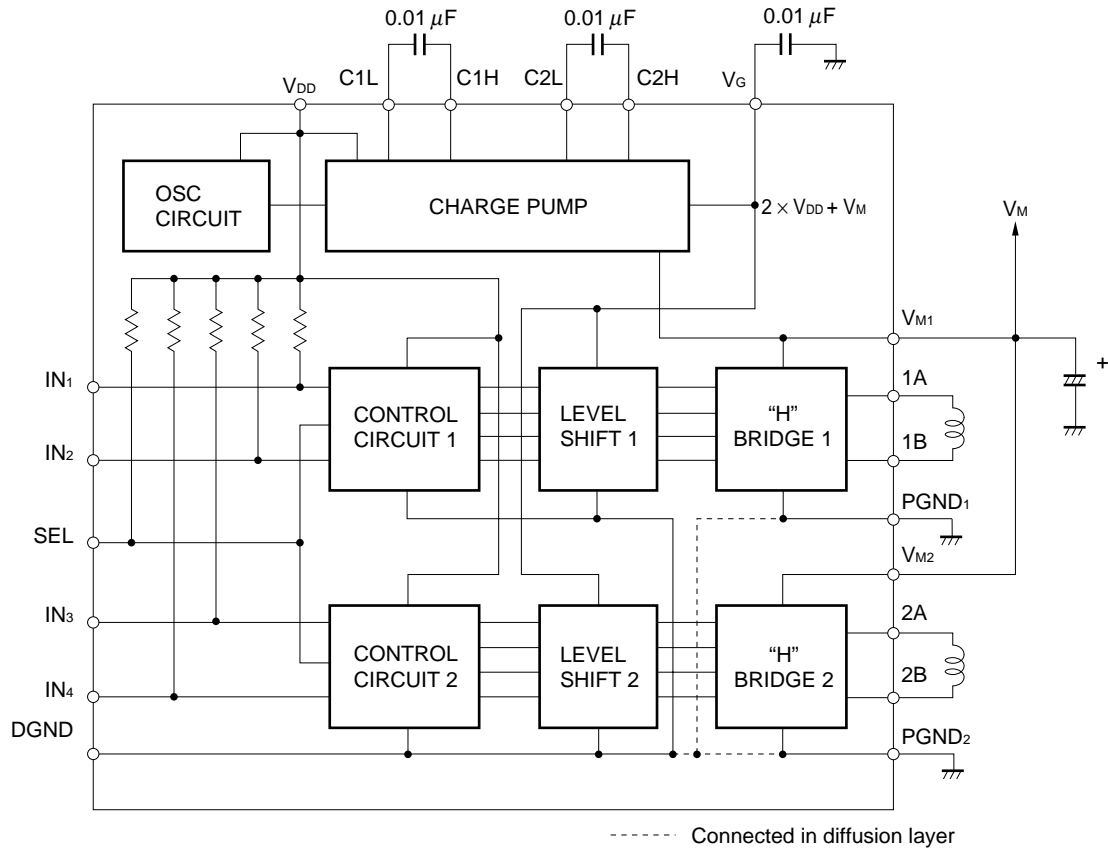 0.01 μF
0.01 μF
0.01 μF
C1L
C1H
C2L
C2H
VG
VDD
OSC
CIRCUIT
CHARGE PUMP
2 × VDD + VM
VM
VM1
+
IN1
1A
CONTROL
CIRCUIT 1
LEVEL
SHIFT 1
“H”
BRIDGE 1
IN2
1B
PGND1
SEL
VM2
IN3
2A
CONTROL
CIRCUIT 2
LEVEL
SHIFT 2
“H”
BRIDGE 2
2B
IN4
DGND
PGND2
Connected in diffusion layer